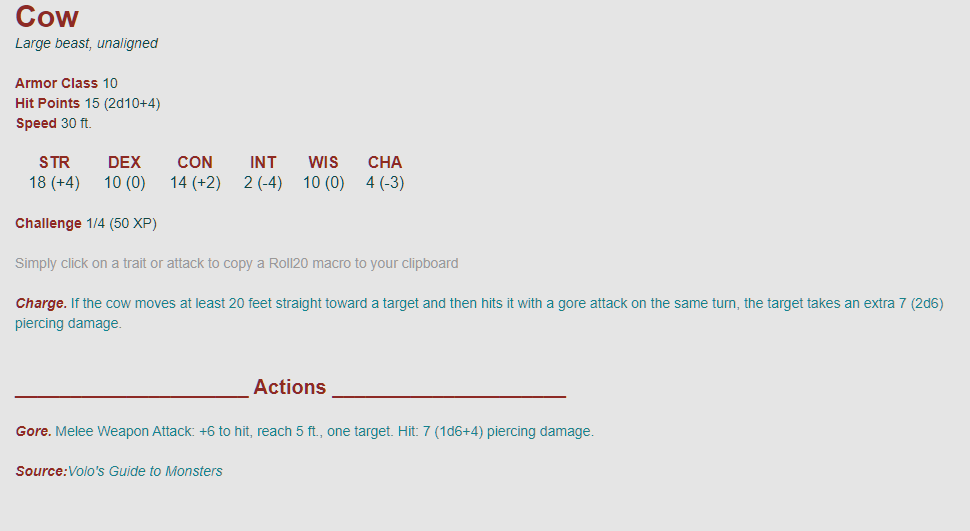 Cow
Large beast, unaligned
Armor Class 10
Hit Points 15 (2d10+4)
Speed 30 ft.
STR DEX CON INT WIS CHA
18 (+4) 10 (0) 14 (+2) 2 (-4) 10 (0) 4 (-3)
Challenge 1/4 (50 XP)
Simply click on a trait or attack to copy a Roll20 macro to your clipboard
Charge. If the cow moves at least 20 feet straight toward a target and then hits it with a gore attack on the same turn, the target takes an extra 7 (2d6)
piercing damage.
Actions
Gore. Melee Weapon Attack: +6 to hit, reach 5 ft., one target. Hit: 7 (1d6+4) piercing damage.
Source:Volo's Guide to Monsters